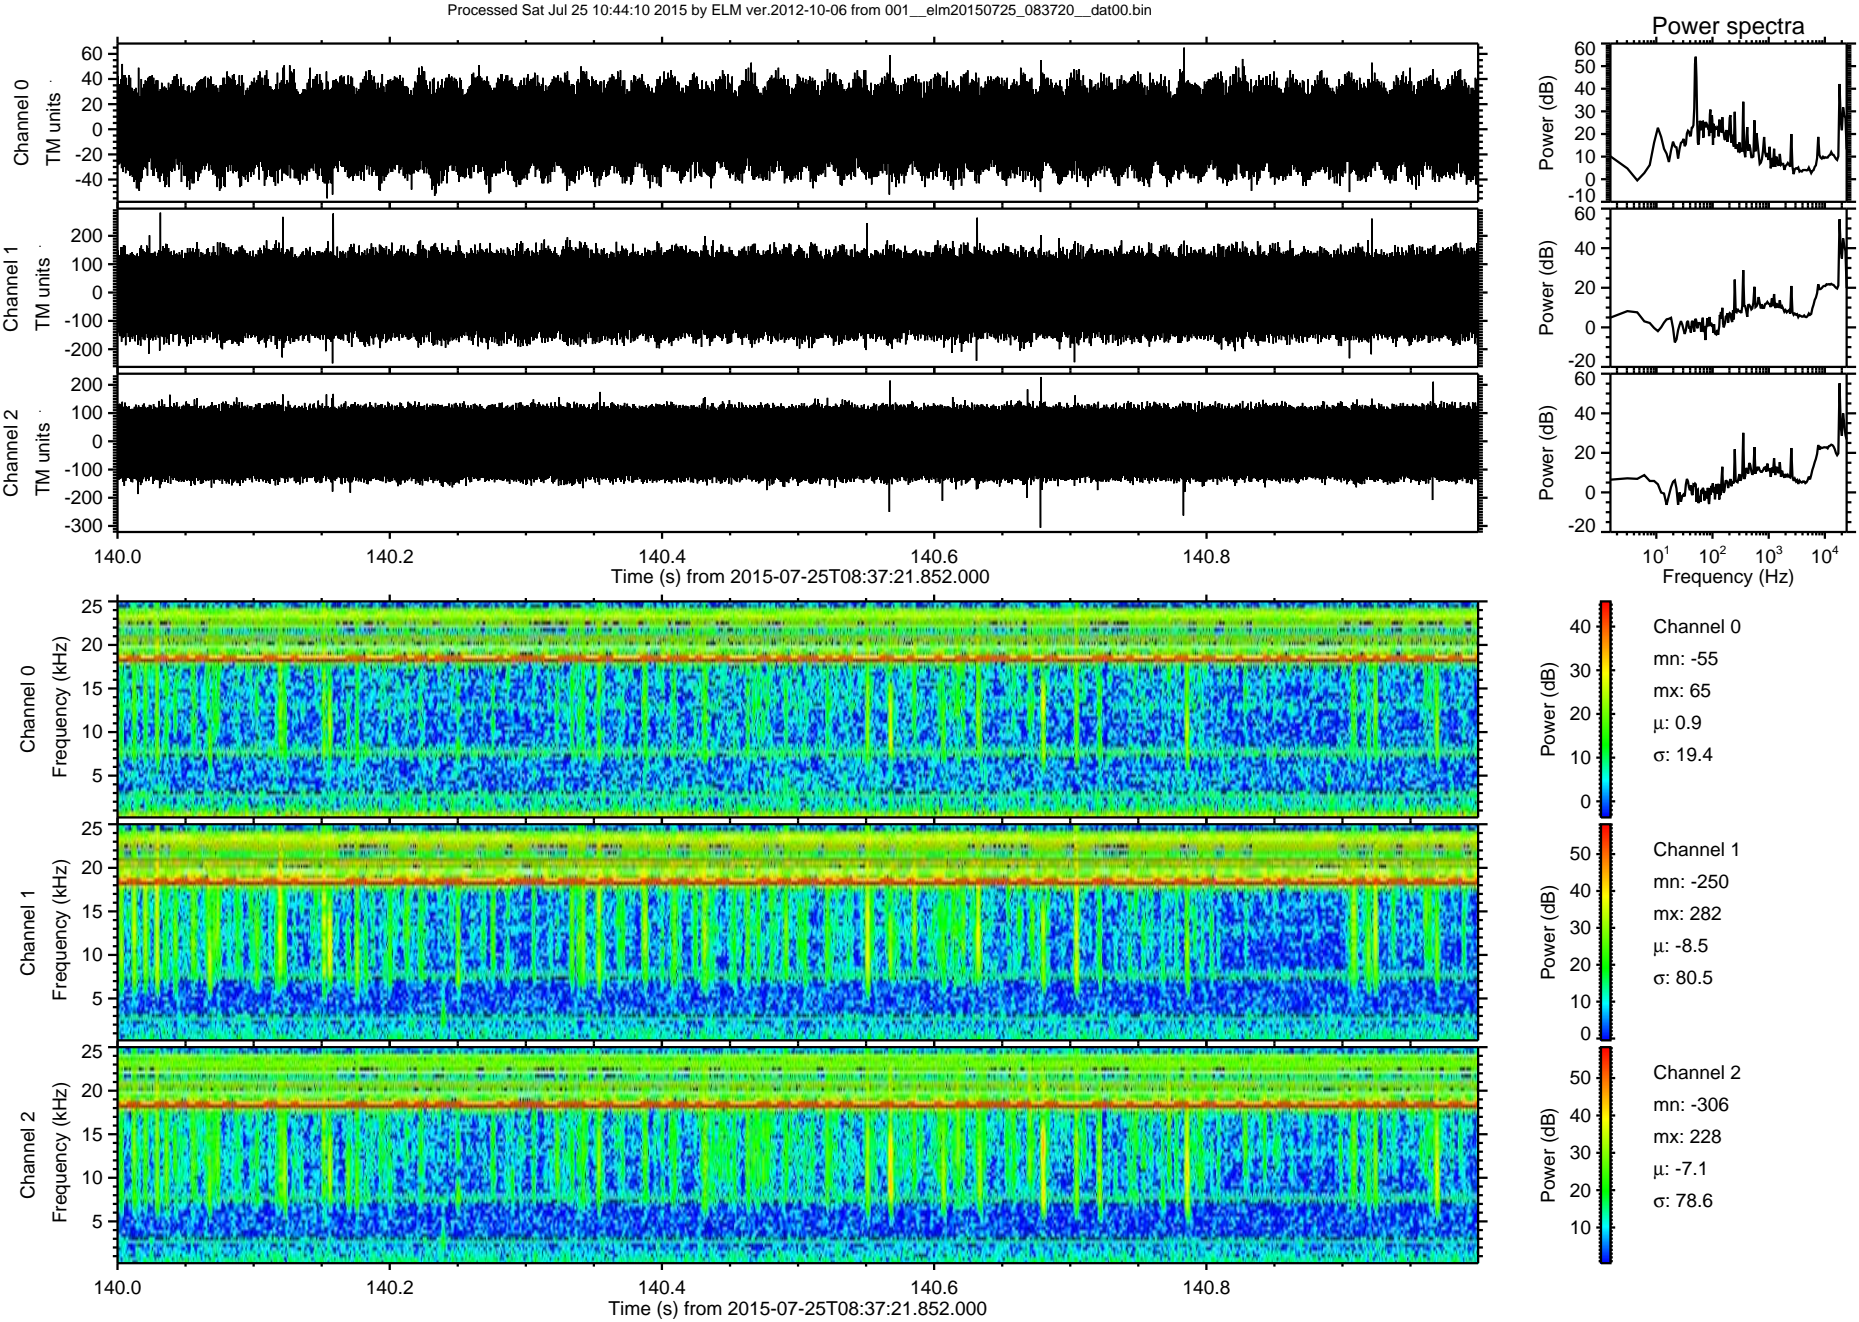 Processed Sat Jul 25 10:44:10 2015 by ELM ver.2012-10-06 from 001__elm20150725_083720__dat00.bin
Power spectra
Channel 0
TM units
60
40
20
0
-20
-40
Power (dB)
60
50
40
30
20
10
0
-10
Channel 1
TM units
200
100
0
-100
-200
Power (dB)
60
40
20
0
-20
Channel 2
TM units
200
100
0
-100
-200
-300
Power (dB)
60
40
20
0
-20
140.0 140.2 140.4 140.6 140.8
Time (s) from 2015-07-25T08:37:21.852.000
10^1 10^2 10^3 10^4
Frequency (Hz)
Channel 0
Frequency (kHz)
25
20
15
10
5
Power (dB)
40
30
20
10
0
Channel 0
mn: -55
mx: 65
μ: 0.9
σ: 19.4
Channel 1
Frequency (kHz)
25
20
15
10
5
Power (dB)
50
40
30
20
10
0
Channel 1
mn: -250
mx: 282
μ: -8.5
σ: 80.5
Channel 2
Frequency (kHz)
25
20
15
10
5
Power (dB)
50
40
30
20
10
Channel 2
mn: -306
mx: 228
μ: -7.1
σ: 78.6
140.0 140.2 140.4 140.6 140.8
Time (s) from 2015-07-25T08:37:21.852.000